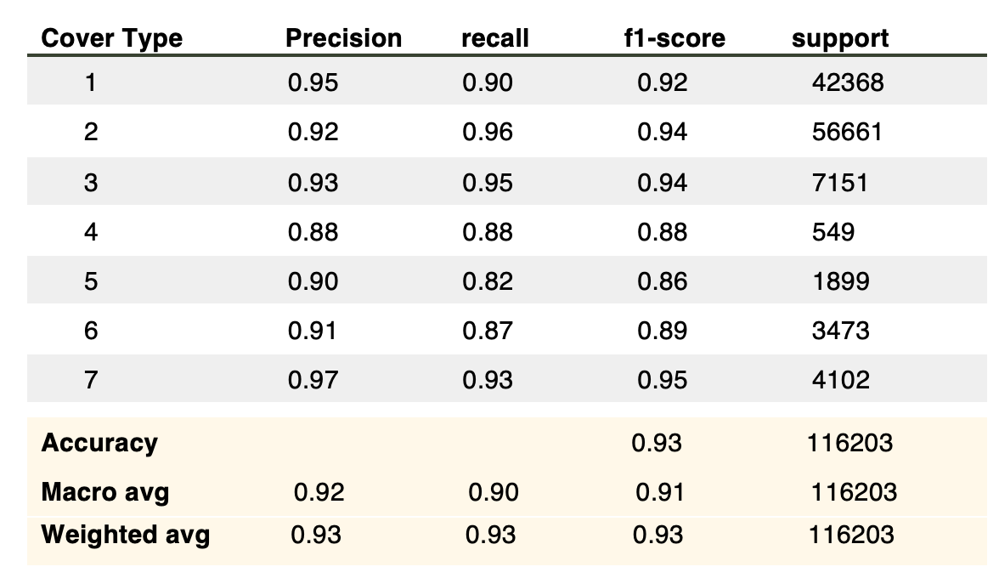 Cover Type Precision recall f1-score support
1 0.95 0.90 0.92 42368
2 0.92 0.96 0.94 56661
3 0.93 0.95 0.94 7151
4 0.88 0.88 0.88 549
5 0.90 0.82 0.86 1899
6 0.91 0.87 0.89 3473
7 0.97 0.93 0.95 4102
Accuracy 0.93 116203
Macro avg 0.92 0.90 0.91 116203
Weighted avg 0.93 0.93 0.93 116203